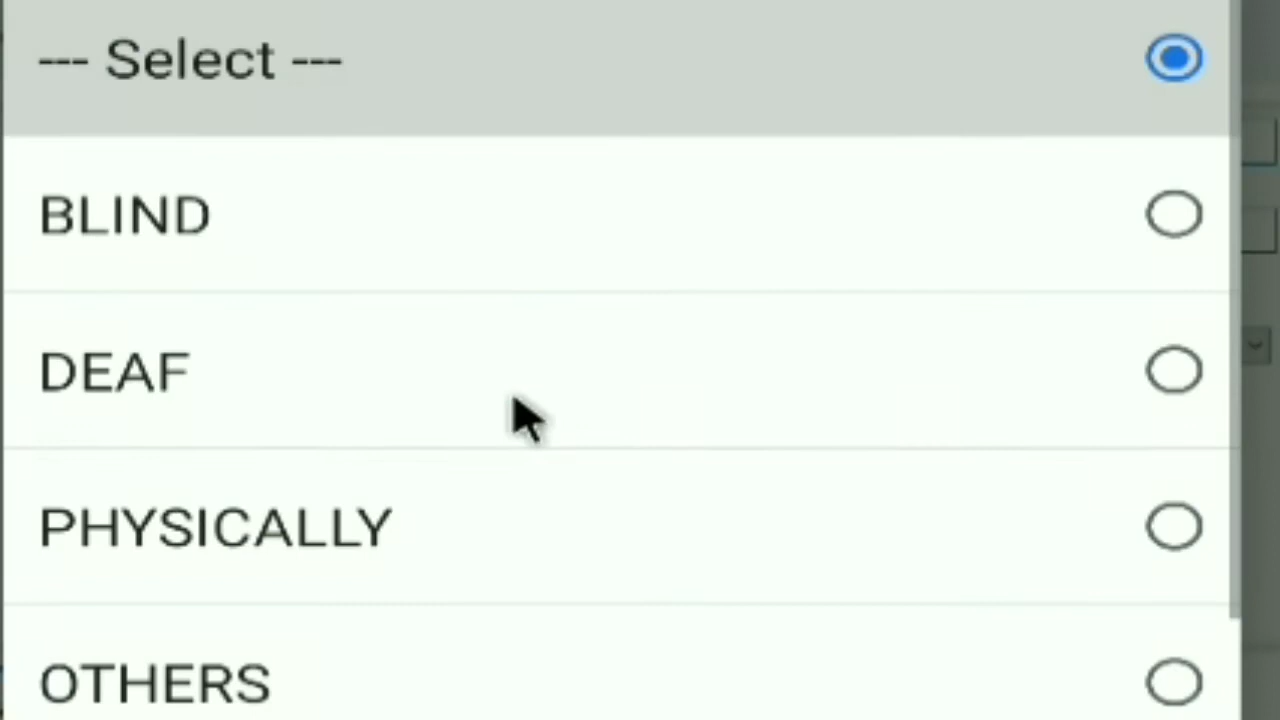 --- Select ---
BLIND
DEAF
PHYSICALLY
OTHERS